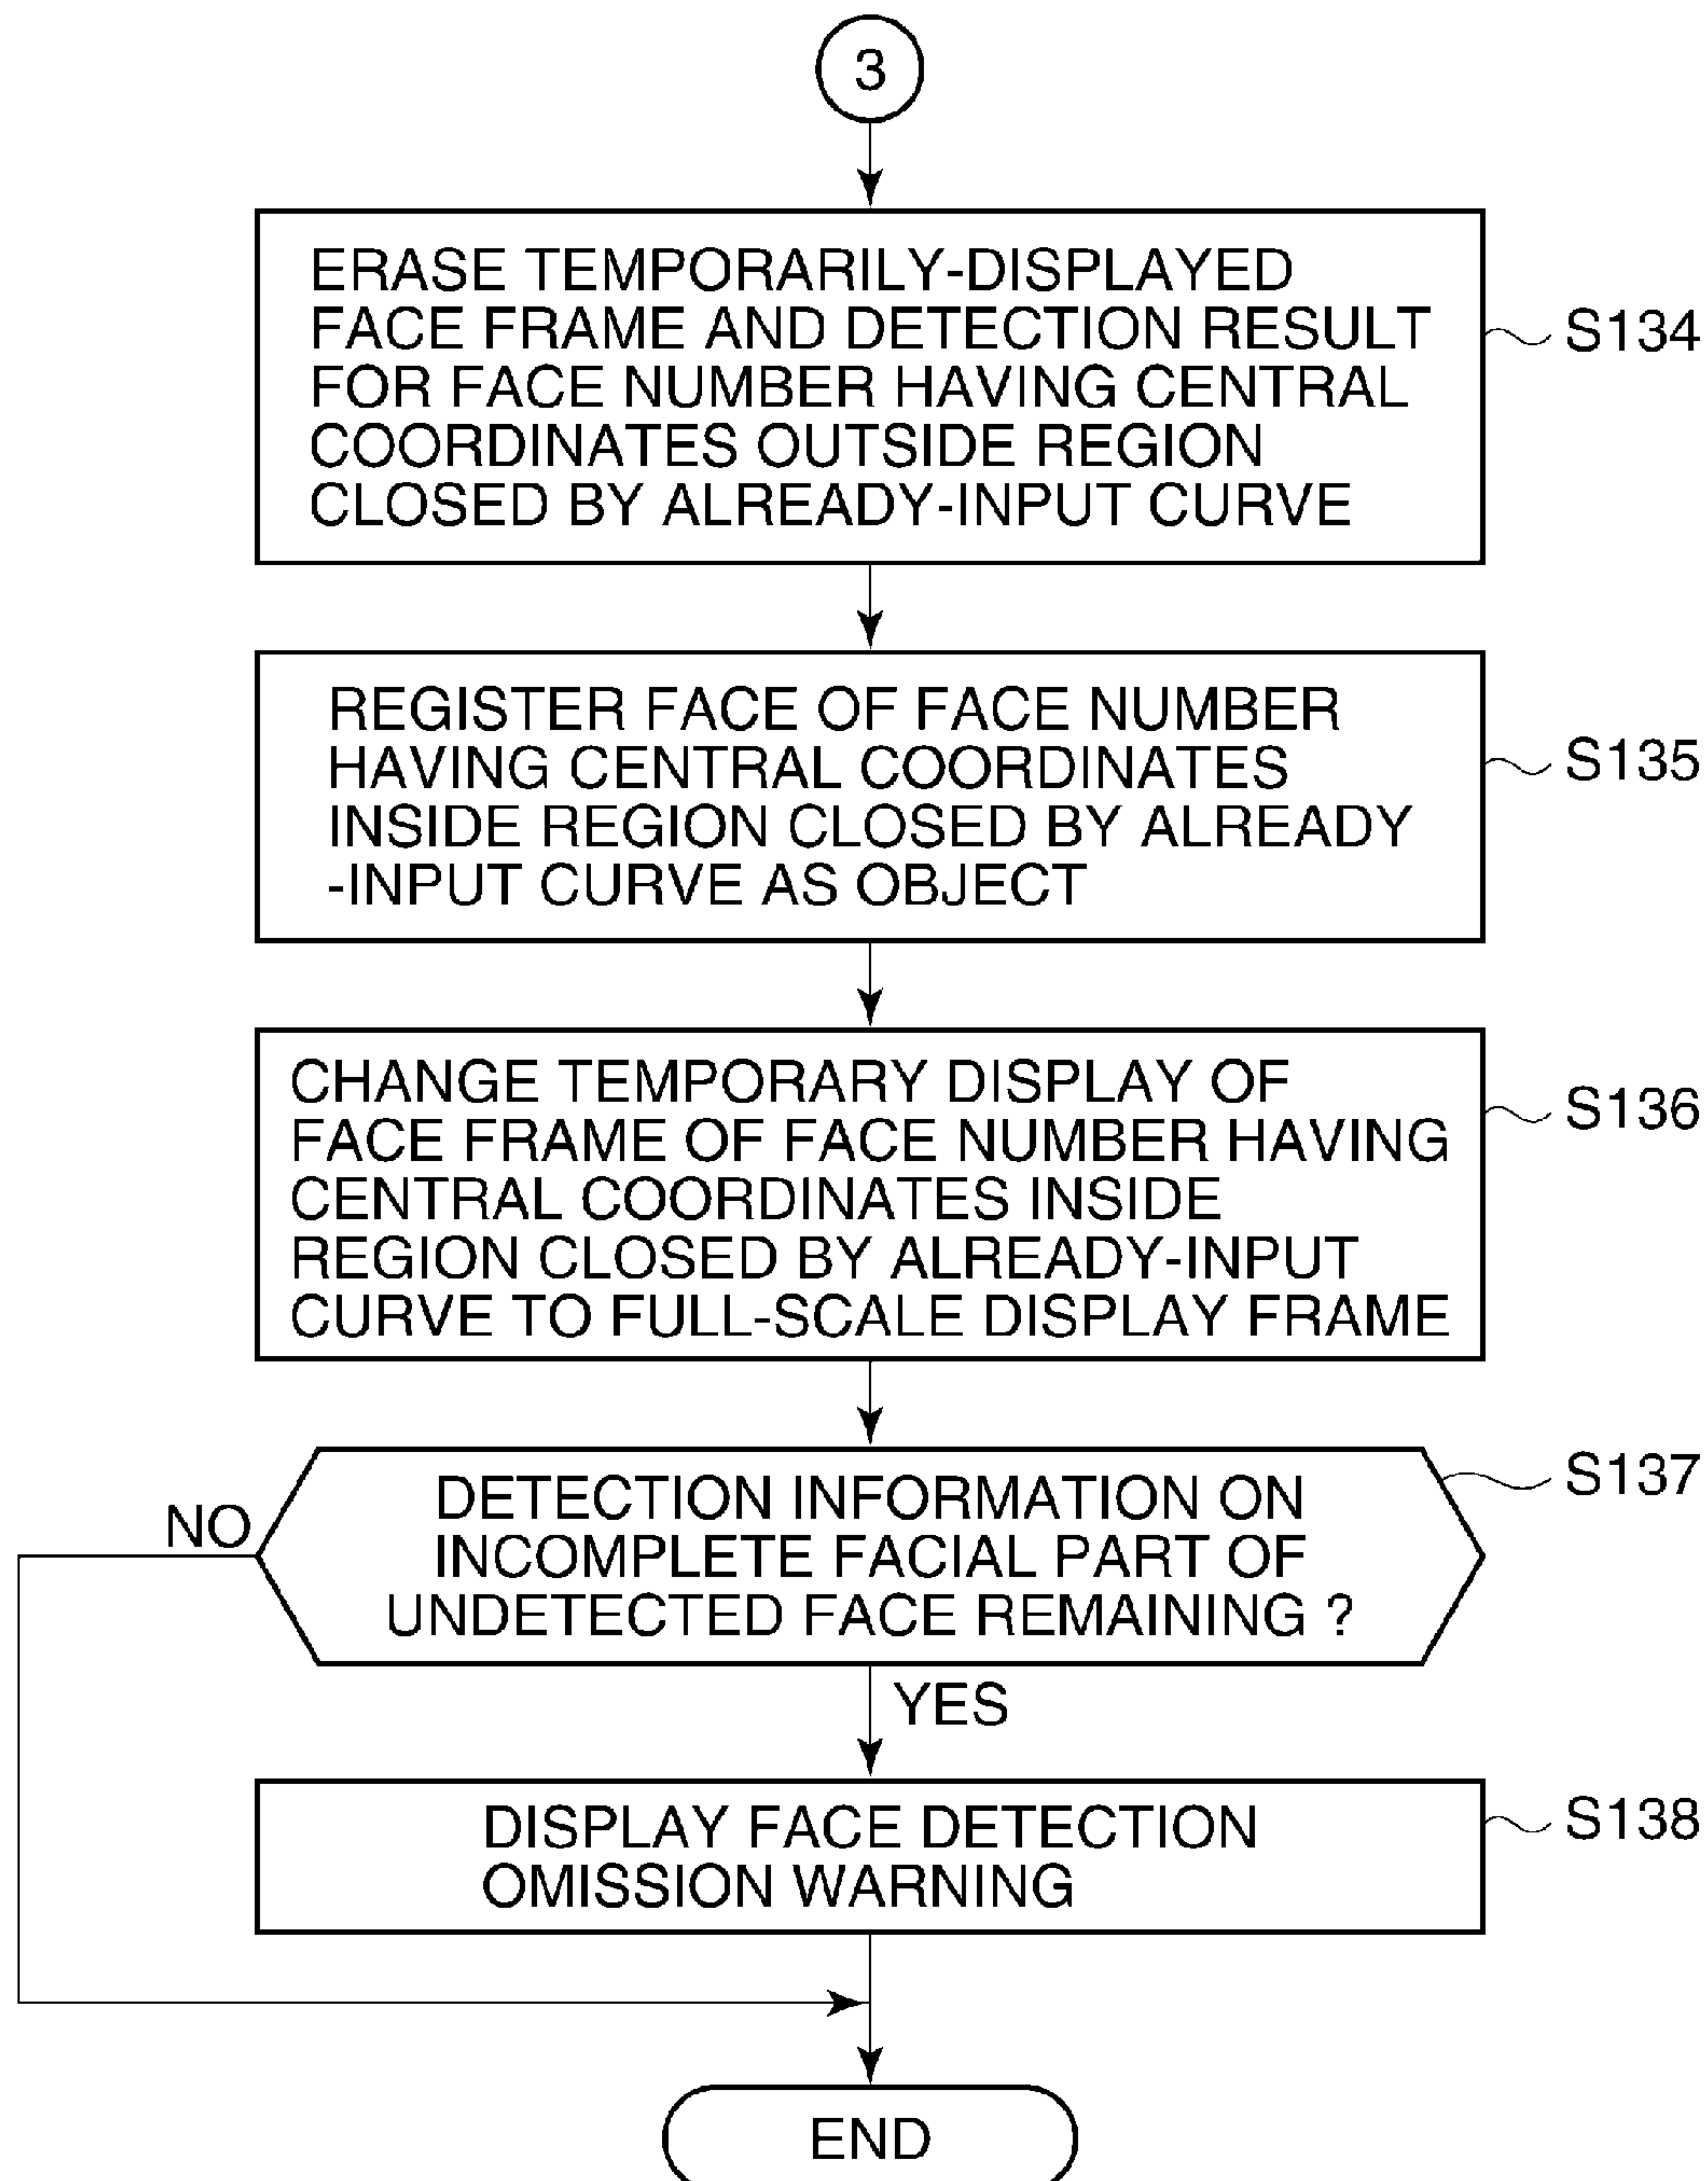 3
ERASE TEMPORARILY-DISPLAYED
FACE FRAME AND DETECTION RESULT
FOR FACE NUMBER HAVING CENTRAL
COORDINATES OUTSIDE REGION
CLOSED BY ALREADY-INPUT CURVE
S134
REGISTER FACE OF FACE NUMBER
HAVING CENTRAL COORDINATES
INSIDE REGION CLOSED BY ALREADY
-INPUT CURVE AS OBJECT
S135
CHANGE TEMPORARY DISPLAY OF
FACE FRAME OF FACE NUMBER HAVING
CENTRAL COORDINATES INSIDE
REGION CLOSED BY ALREADY-INPUT
CURVE TO FULL-SCALE DISPLAY FRAME
S136
DETECTION INFORMATION ON
INCOMPLETE FACIAL PART OF
UNDETECTED FACE REMAINING ?
S137
NO
YES
DISPLAY FACE DETECTION
OMISSION WARNING
S138
END